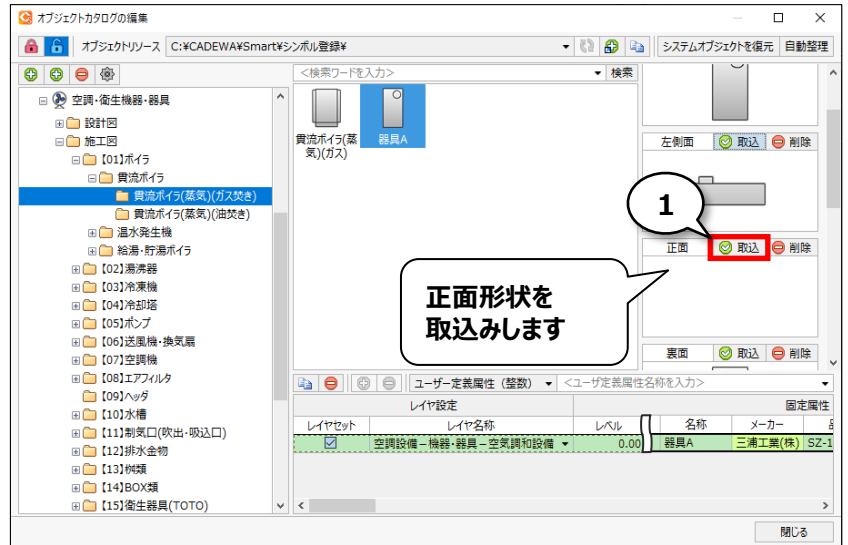 オブジェクトカタログの編集
オブジェクトリソース C:¥CADEWA¥Smart¥シンボル登録¥ システムオブジェクトを復元 自動整理
<検索ワードを入力> 検索
空調・衛生機器・器具
設計図
施工図
【01】ボイラ
貫流ボイラ
貫流ボイラ(蒸気)(ガス焚き)
貫流ボイラ(蒸気)(油焚き)
温水発生機
給湯・貯湯ボイラ
【02】湯沸器
【03】冷凍機
【04】冷却塔
【05】ポンプ
【06】送風機・換気扇
【07】空調機
【08】エアフィルタ
【09】ヘッダ
【10】水槽
【11】制気口(吹出・吸込口)
【12】排水金物
【13】桝類
【14】BOX類
【15】衛生器具(TOTO)
貫流ボイラ(蒸
気)(ガス)
器具A
左側面 取込 削除
1
正面 取込 削除
正面形状を
取込みします
裏面 取込 削除
ユーザー定義属性（整数） <ユーザ定義属性名称を入力>
レイヤ設定 固定属性
レイヤセット レイヤ名称 レベル 名称 メーカー
空調設備－機器・器具－空気調和設備 0.00 器具A 三浦工業(株) SZ-1
閉じる